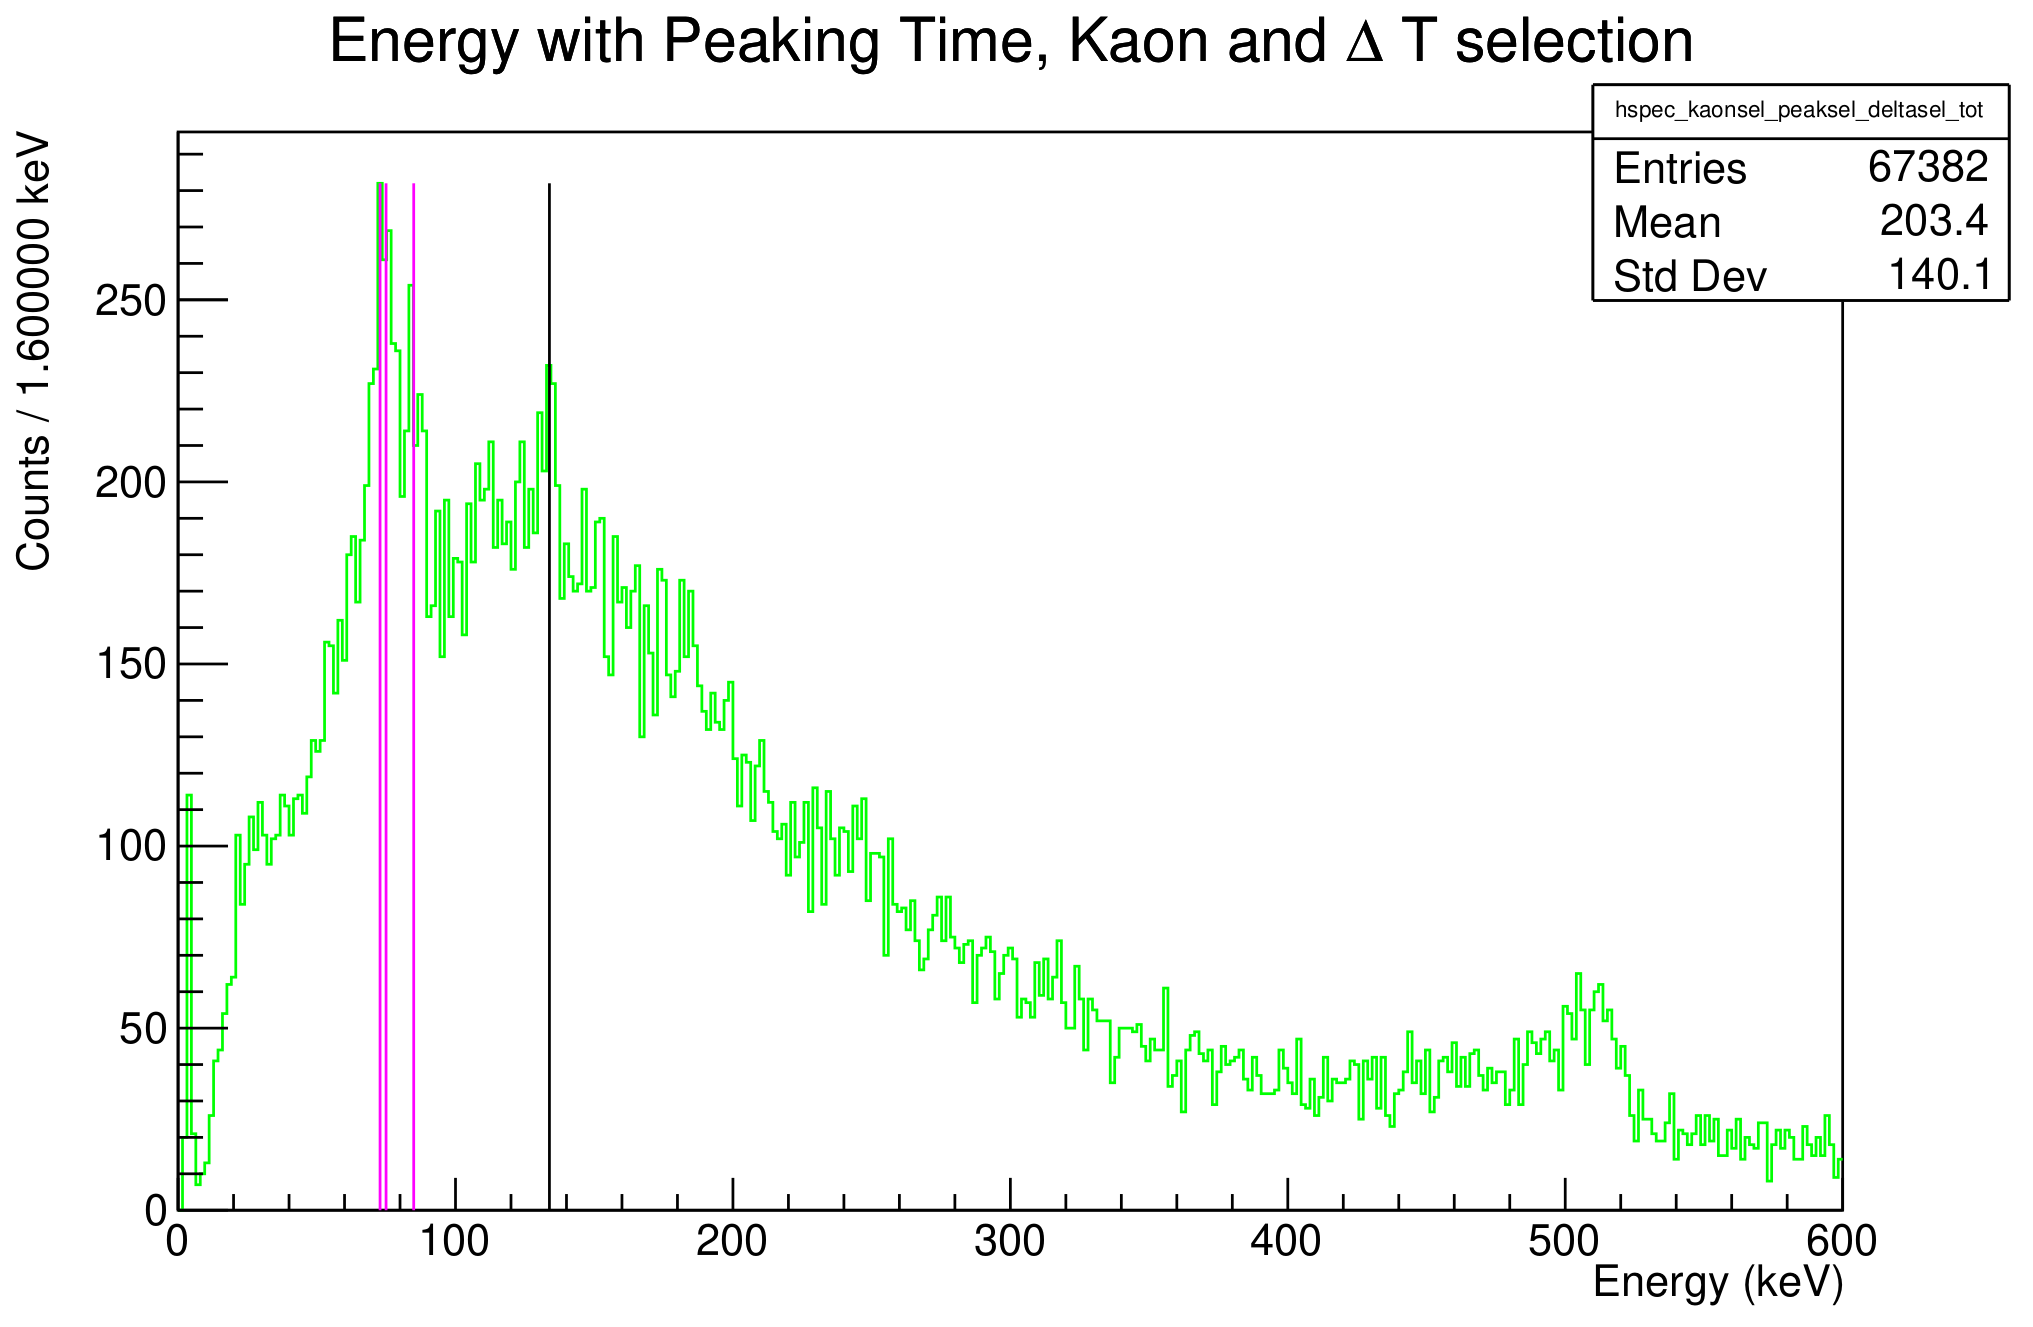 Energy with Peaking Time, Kaon and Δ T selection
hspec_kaonsel_peaksel_deltasel_tot
Entries 67382
Mean 203.4
Std Dev 140.1
Counts / 1.600000 keV
250
200
150
100
50
0
0 100 200 300 400 500 600
Energy (keV)